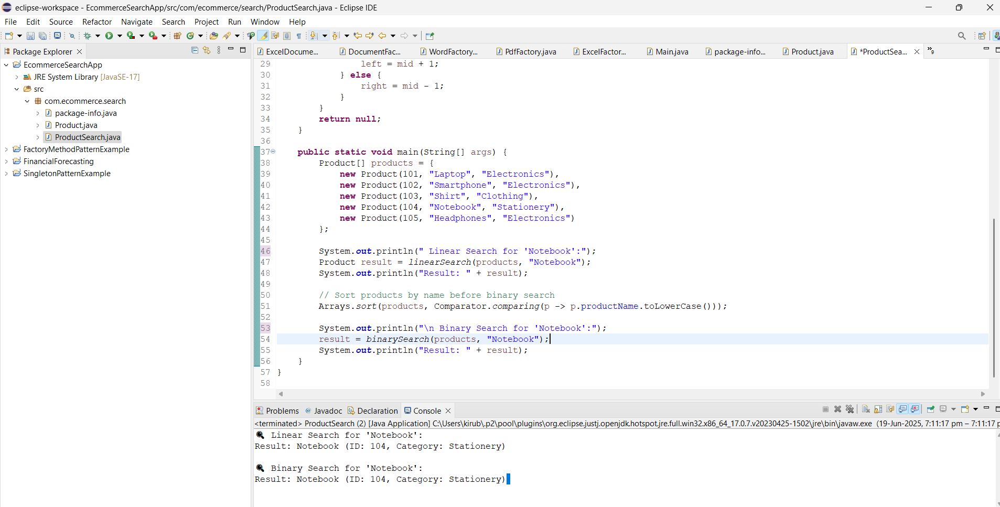 eclipse-workspace - EcommerceSearchApp/src/com/ecommerce/search/ProductSearch.java - Eclipse IDE
File Edit Source Refactor Navigate Search Project Run Window Help
Package Explorer
EcommerceSearchApp
JRE System Library [JavaSE-17]
src
com.ecommerce.search
package-info.java
Product.java
ProductSearch.java
FactoryMethodPatternExample
FinancialForecasting
SingletonPatternExample
ExcelDocume... DocumentFac... WordFactory... PdfFactory.java ExcelFactor... Main.java package-info... Product.java *ProductSea... »9
29 left = mid + 1;
30 } else {
31 right = mid - 1;
32 }
33 }
34 return null;
35 }
36
37 public static void main(String[] args) {
38 Product[] products = {
39 new Product(101, "Laptop", "Electronics"),
40 new Product(102, "Smartphone", "Electronics"),
41 new Product(103, "Shirt", "Clothing"),
42 new Product(104, "Notebook", "Stationery"),
43 new Product(105, "Headphones", "Electronics")
44 };
45
46 System.out.println(" Linear Search for 'Notebook':");
47 Product result = linearSearch(products, "Notebook");
48 System.out.println("Result: " + result);
49
50 // Sort products by name before binary search
51 Arrays.sort(products, Comparator.comparing(p -> p.productName.toLowerCase()));
52
53 System.out.println("\n Binary Search for 'Notebook':");
54 result = binarySearch(products, "Notebook");
55 System.out.println("Result: " + result);
56 }
57 }
58
Problems @ Javadoc Declaration Console
<terminated> ProductSearch (2) [Java Application] C:\Users\kirub\.p2\pool\plugins\org.eclipse.justj.openjdk.hotspot.jre.full.win32.x86_64_17.0.7.v20230425-1502\jre\bin\javaw.exe (19-Jun-2025, 7:11:17 pm – 7:11:17 p
Linear Search for 'Notebook':
Result: Notebook (ID: 104, Category: Stationery)
Binary Search for 'Notebook':
Result: Notebook (ID: 104, Category: Stationery)